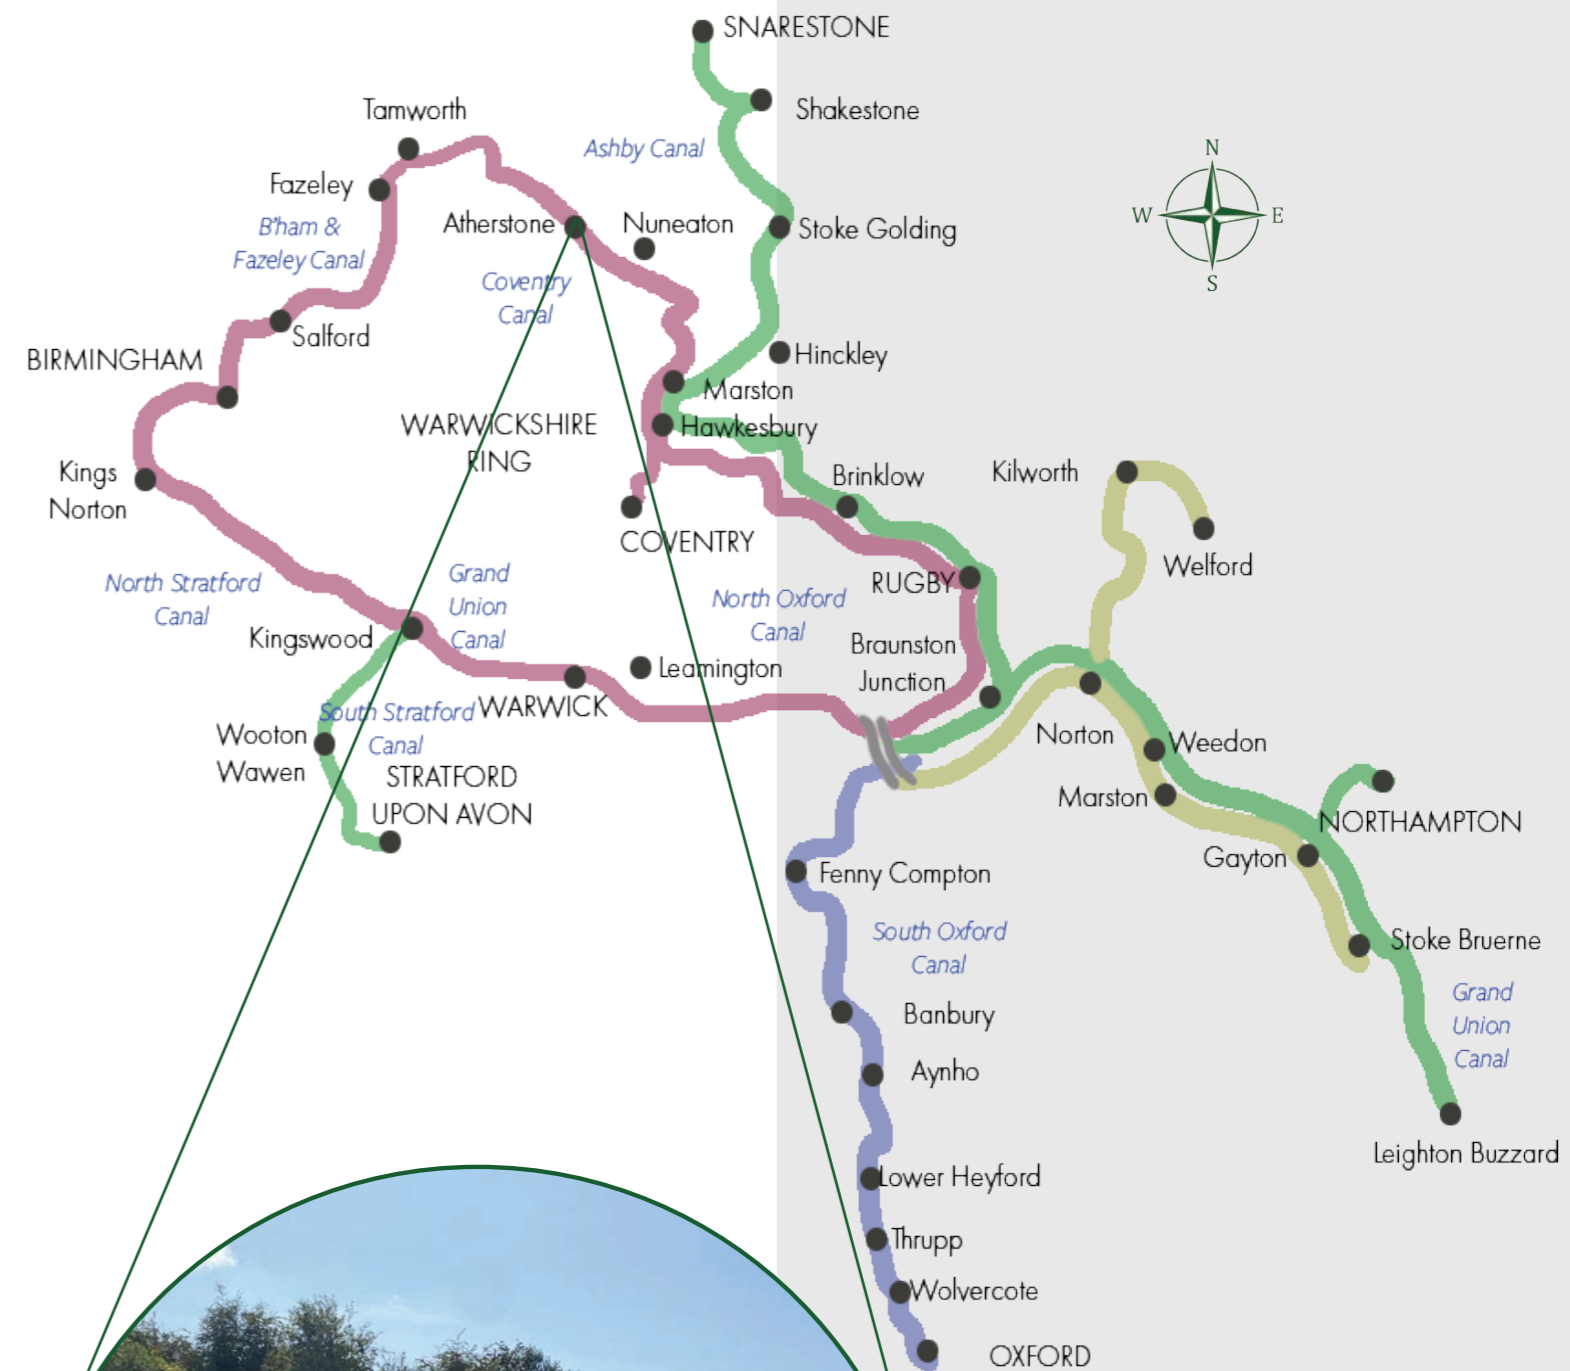 SNARESTONE
Shakestone
Tamworth
Ashby Canal
N
W
E
S
Fazeley
B'ham &
Fazeley Canal
Atherstone
Nuneaton
Stoke Golding
Coventry
Canal
Salford
BIRMINGHAM
Hinckley
Marston
Hawkesbury
WARWICKSHIRE
RING
Kings
Norton
Brinklow
Kilworth
COVENTRY
Welford
RUGBY
North Stratford
Canal
Grand
Union
Canal
North Oxford
Canal
Kingswood
Leamington
Braunston
Junction
South Stratford
Canal
WARWICK
Wooton
Wawen
STRATFORD
UPON AVON
Norton
Weedon
Marston
NORTHAMPTON
Gayton
Fenny Compton
South Oxford
Canal
Stoke Bruerne
Grand
Union
Canal
Banbury
Aynho
Leighton Buzzard
Lower Heyford
Thrupp
Wolvercote
OXFORD